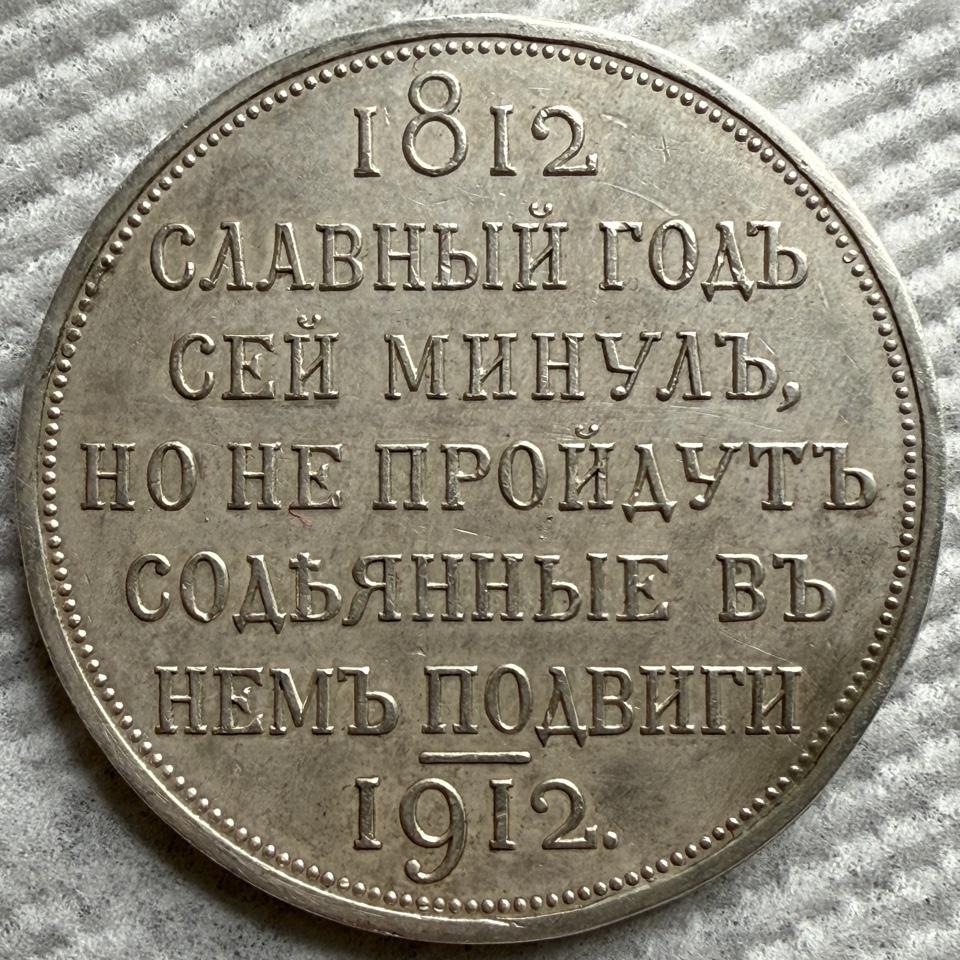 1812
СЛАВНЫЙ ГОДЪ
СЕЙ МИНУЛЪ,
НО НЕ ПРОЙДУТЪ
СОДѢЯННЫЕ ВЪ
НЕМЪ ПОДВИГИ
1912.